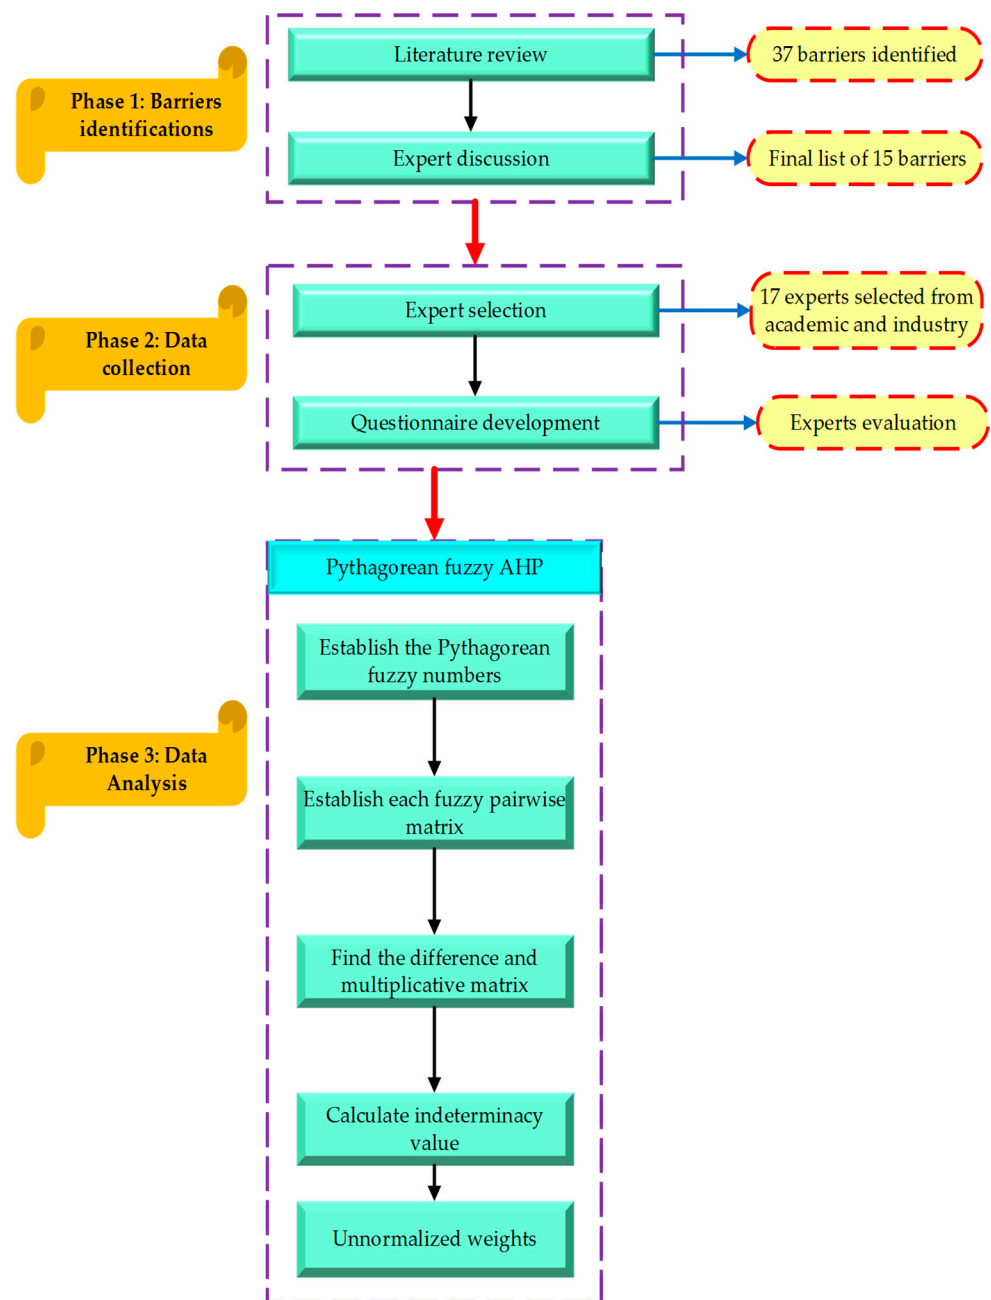 Phase 1: Barriers
identifications
Literature review
37 barriers identified
Expert discussion
Final list of 15 barriers
Phase 2: Data
collection
Expert selection
17 experts selected from
academic and industry
Questionnaire development
Experts evaluation
Phase 3: Data
Analysis
Pythagorean fuzzy AHP
Establish the Pythagorean
fuzzy numbers
Establish each fuzzy pairwise
matrix
Find the difference and
multiplicative matrix
Calculate indeterminacy
value
Unnormalized weights